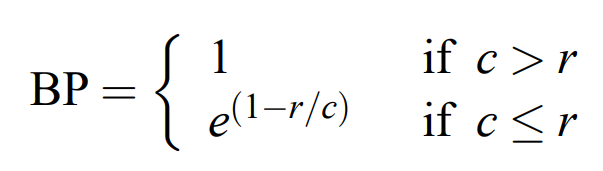 BP = { 1 if c > r
e^(1−r/c) if c ≤ r